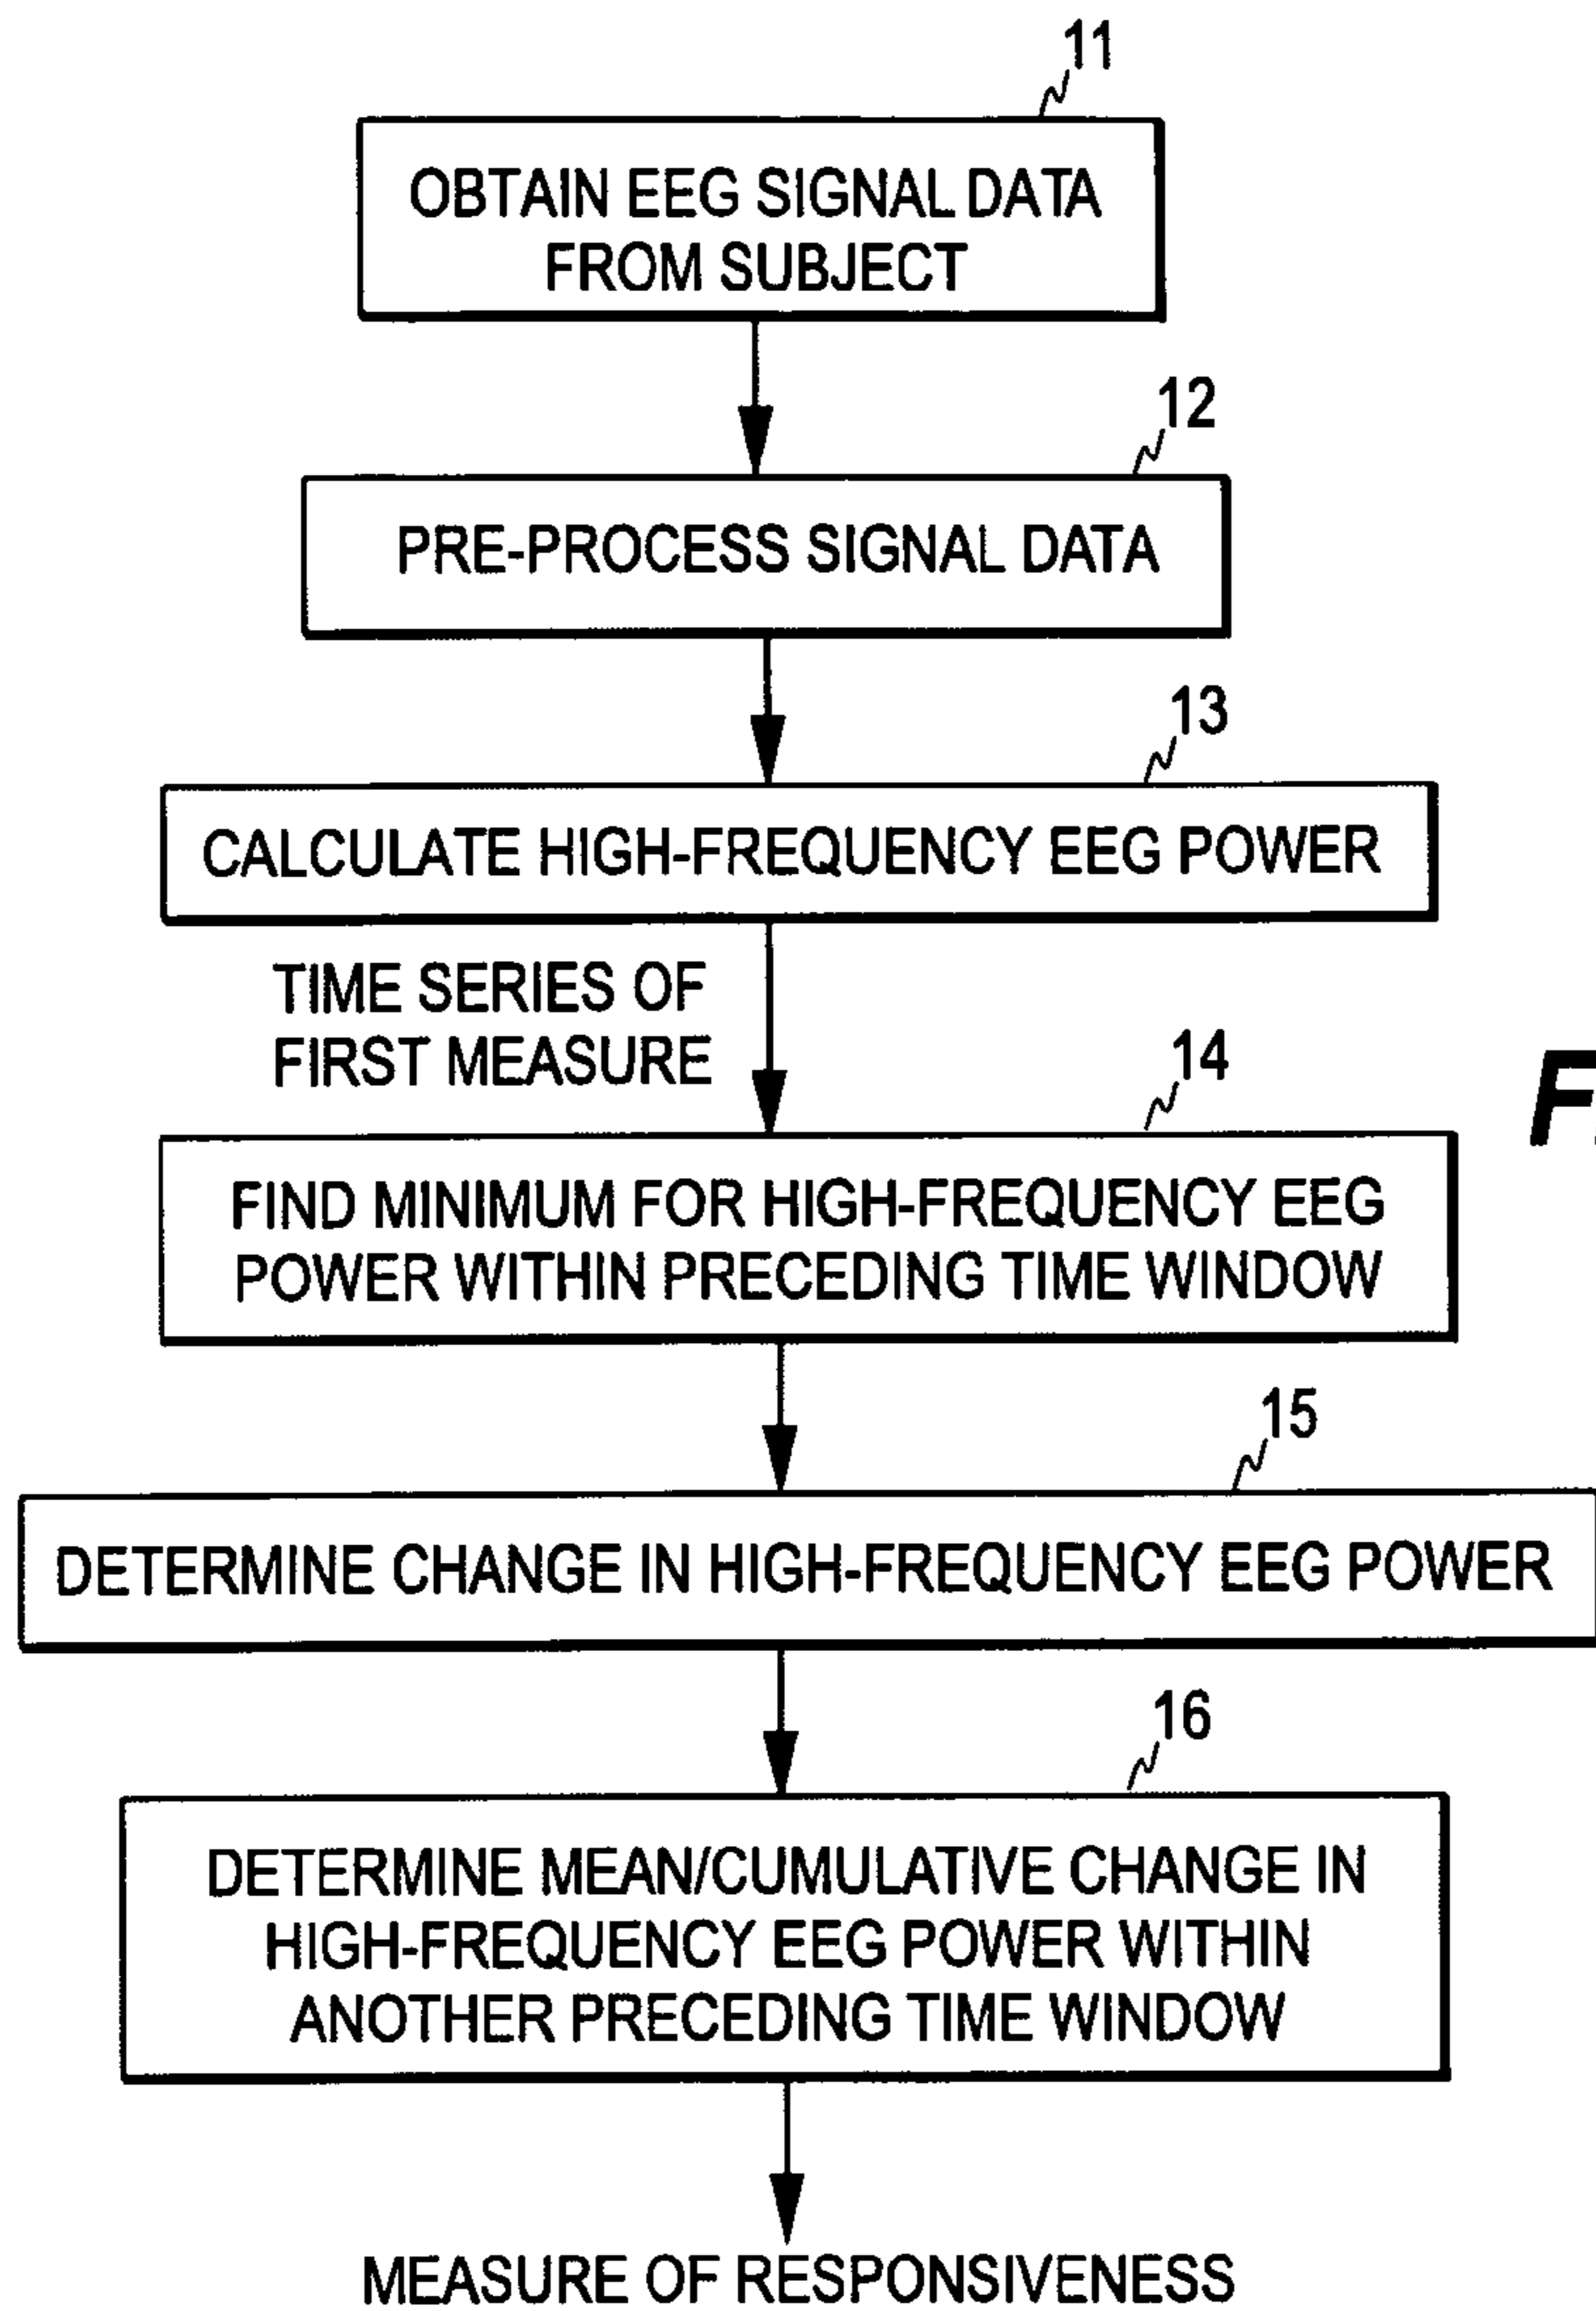 11
OBTAIN EEG SIGNAL DATA
FROM SUBJECT
12
PRE-PROCESS SIGNAL DATA
13
CALCULATE HIGH-FREQUENCY EEG POWER
TIME SERIES OF
FIRST MEASURE
14
FIND MINIMUM FOR HIGH-FREQUENCY EEG
POWER WITHIN PRECEDING TIME WINDOW
15
DETERMINE CHANGE IN HIGH-FREQUENCY EEG POWER
16
DETERMINE MEAN/CUMULATIVE CHANGE IN
HIGH-FREQUENCY EEG POWER WITHIN
ANOTHER PRECEDING TIME WINDOW
MEASURE OF RESPONSIVENESS